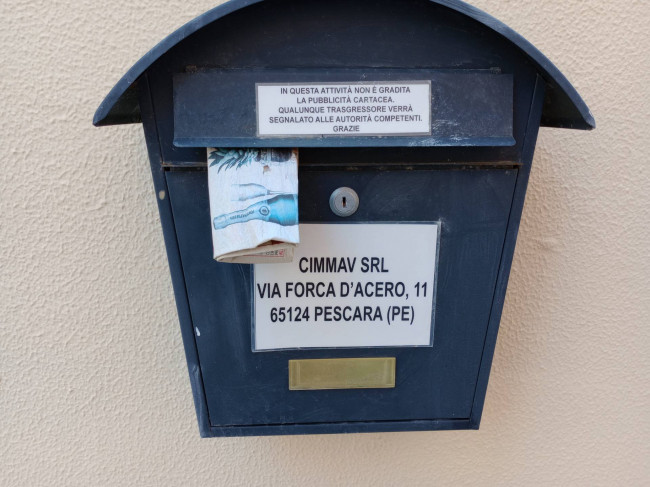 IN QUESTA ATTIVITÀ NON È GRADITA
LA PUBBLICITÀ CARTACEA.
QUALUNQUE TRASGRESSORE VERRÀ
SEGNALATO ALLE AUTORITÀ COMPETENTI.
GRAZIE
CIMMAV SRL
VIA FORCA D'ACERO, 11
65124 PESCARA (PE)